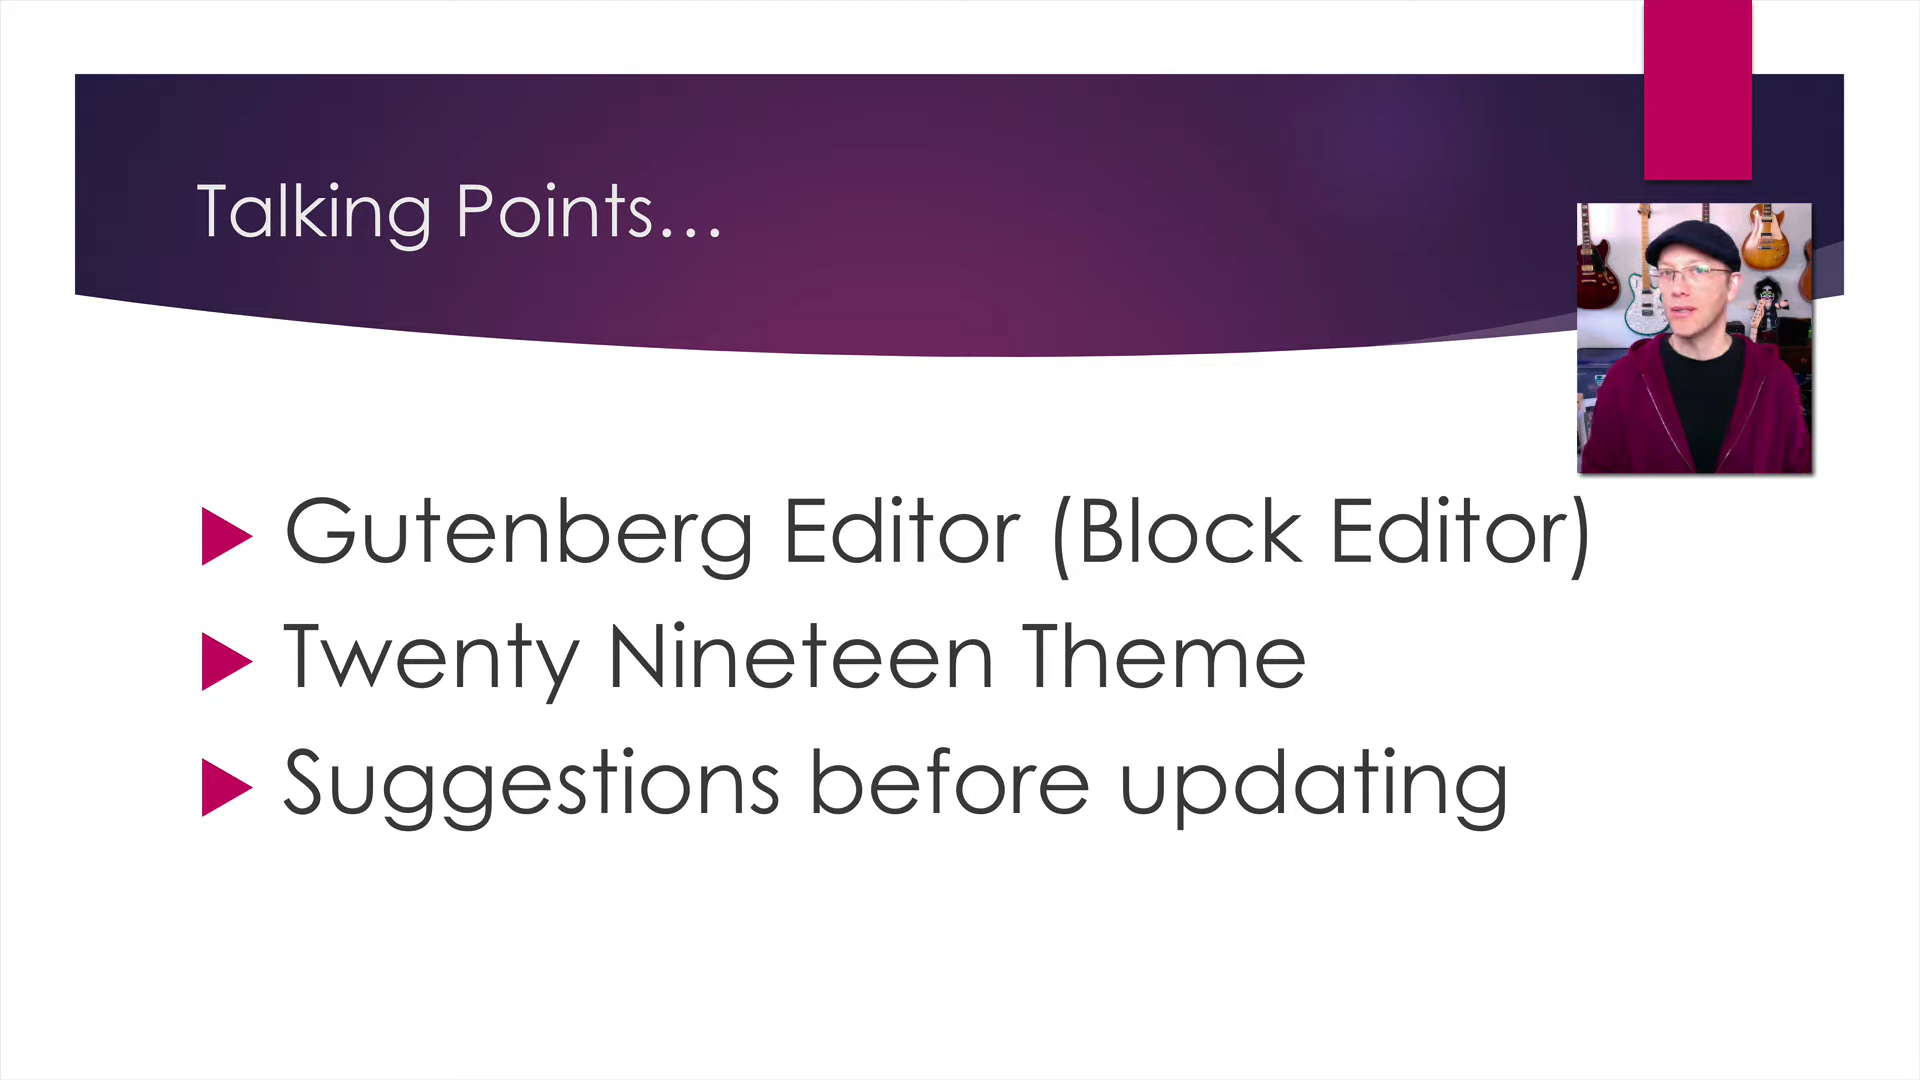 Talking Points...
Gutenberg Editor (Block Editor)
Twenty Nineteen Theme
Suggestions before updating